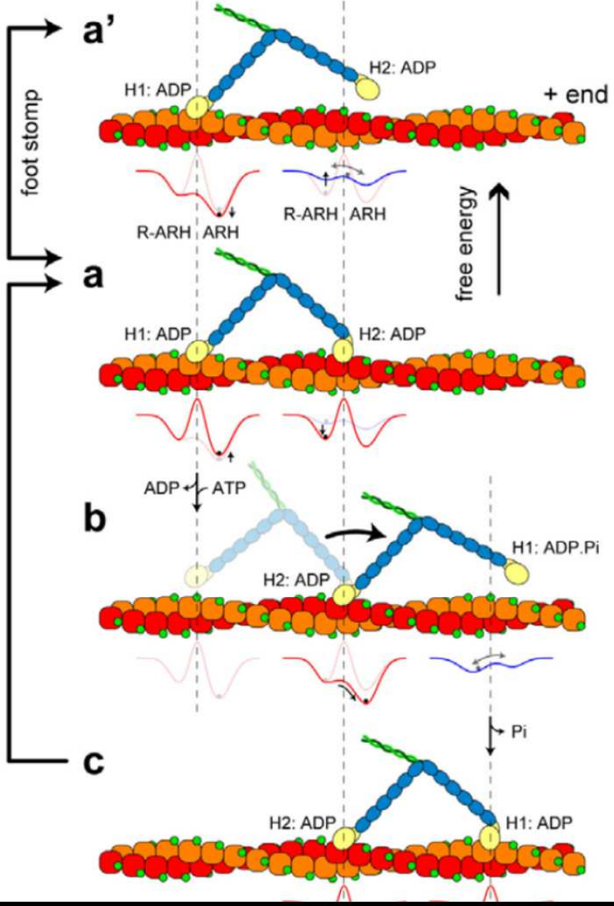 a’
H2: ADP
H1: ADP
+ end
foot stomp
R-ARH ARH
R-ARH ARH
free energy
a
H1: ADP
H2: ADP
ADP ATP
b
H1: ADP.Pi
H2: ADP
Pi
c
H2: ADP
H1: ADP